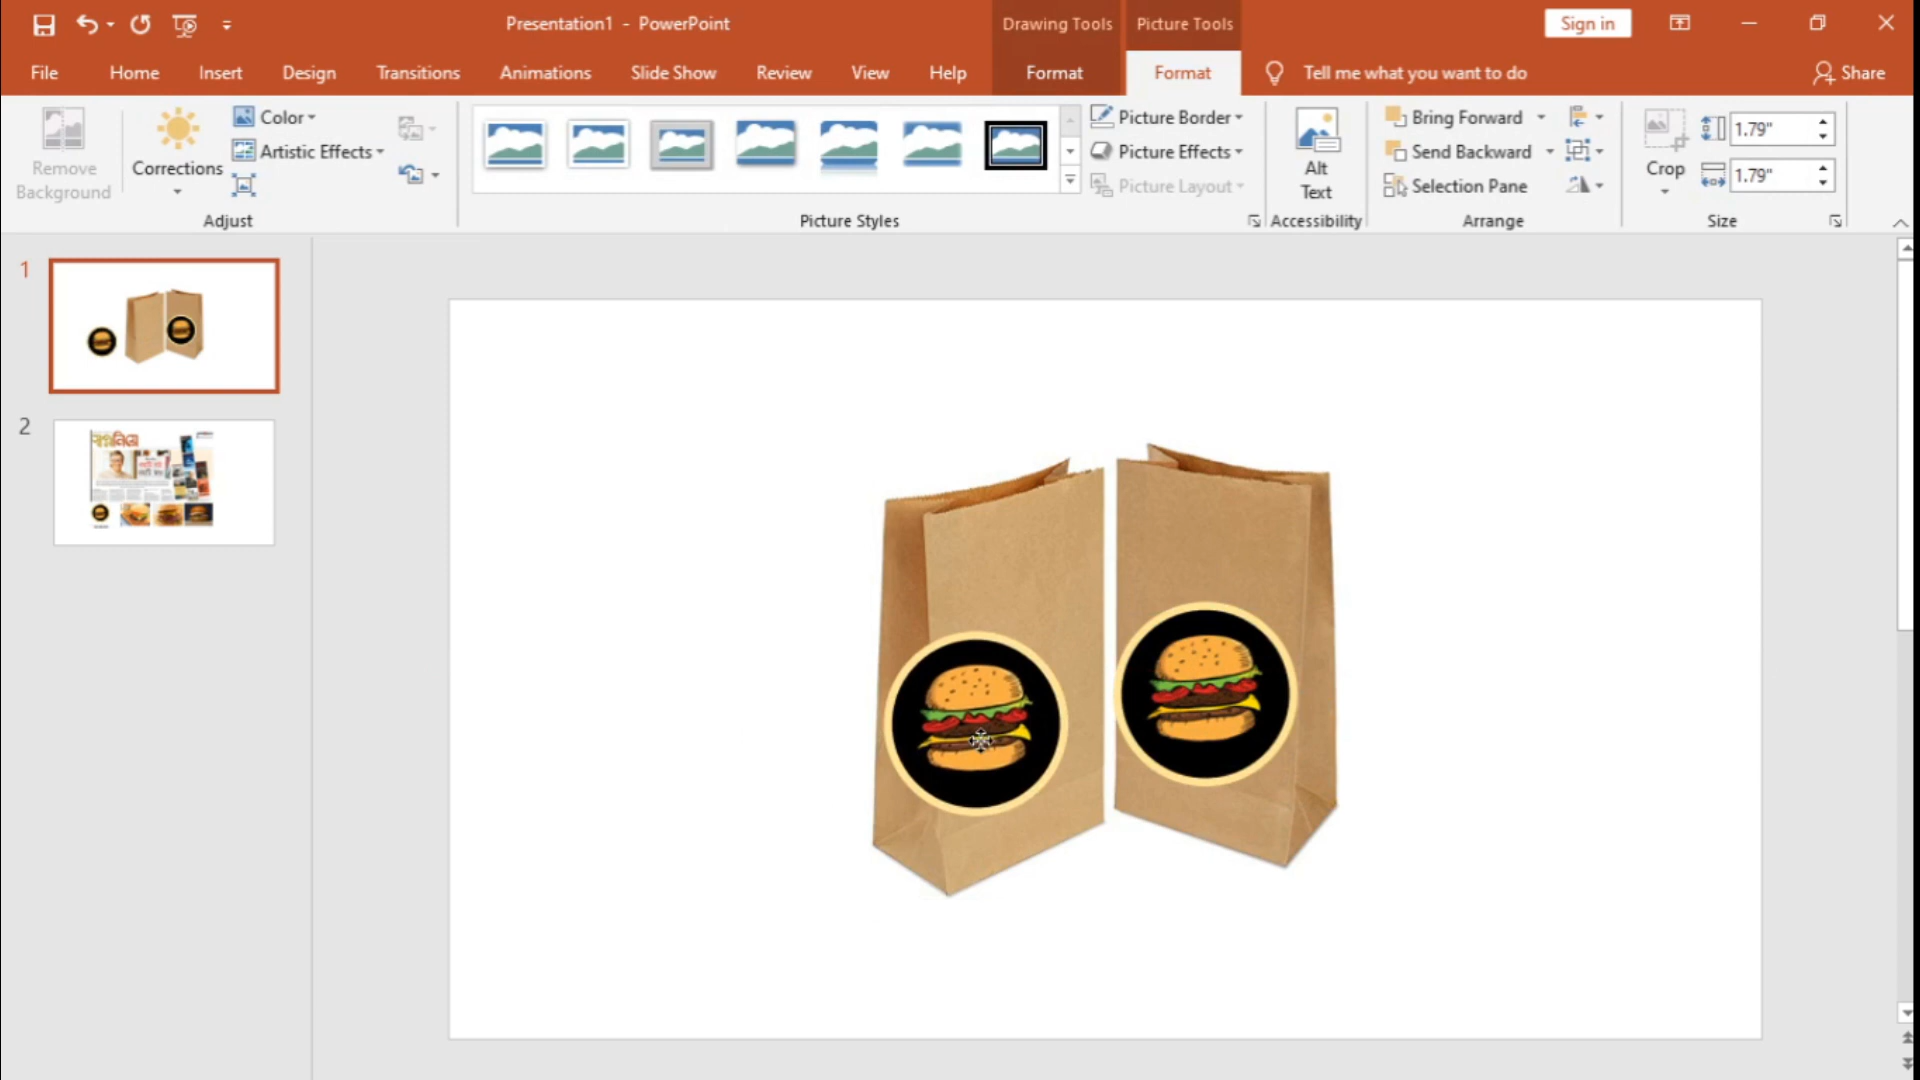 Presentation1 - PowerPoint
Drawing Tools
Picture Tools
Sign in
File
Home
Insert
Design
Transitions
Animations
Slide Show
Review
View
Help
Format
Format
Tell me what you want to do
Share
Remove
Background
Corrections
Color
Artistic Effects
Adjust
Picture Styles
Picture Border
Picture Effects
Picture Layout
Alt
Text
Accessibility
Bring Forward
Send Backward
Selection Pane
Arrange
Crop
1.79"
1.79"
Size
1
2